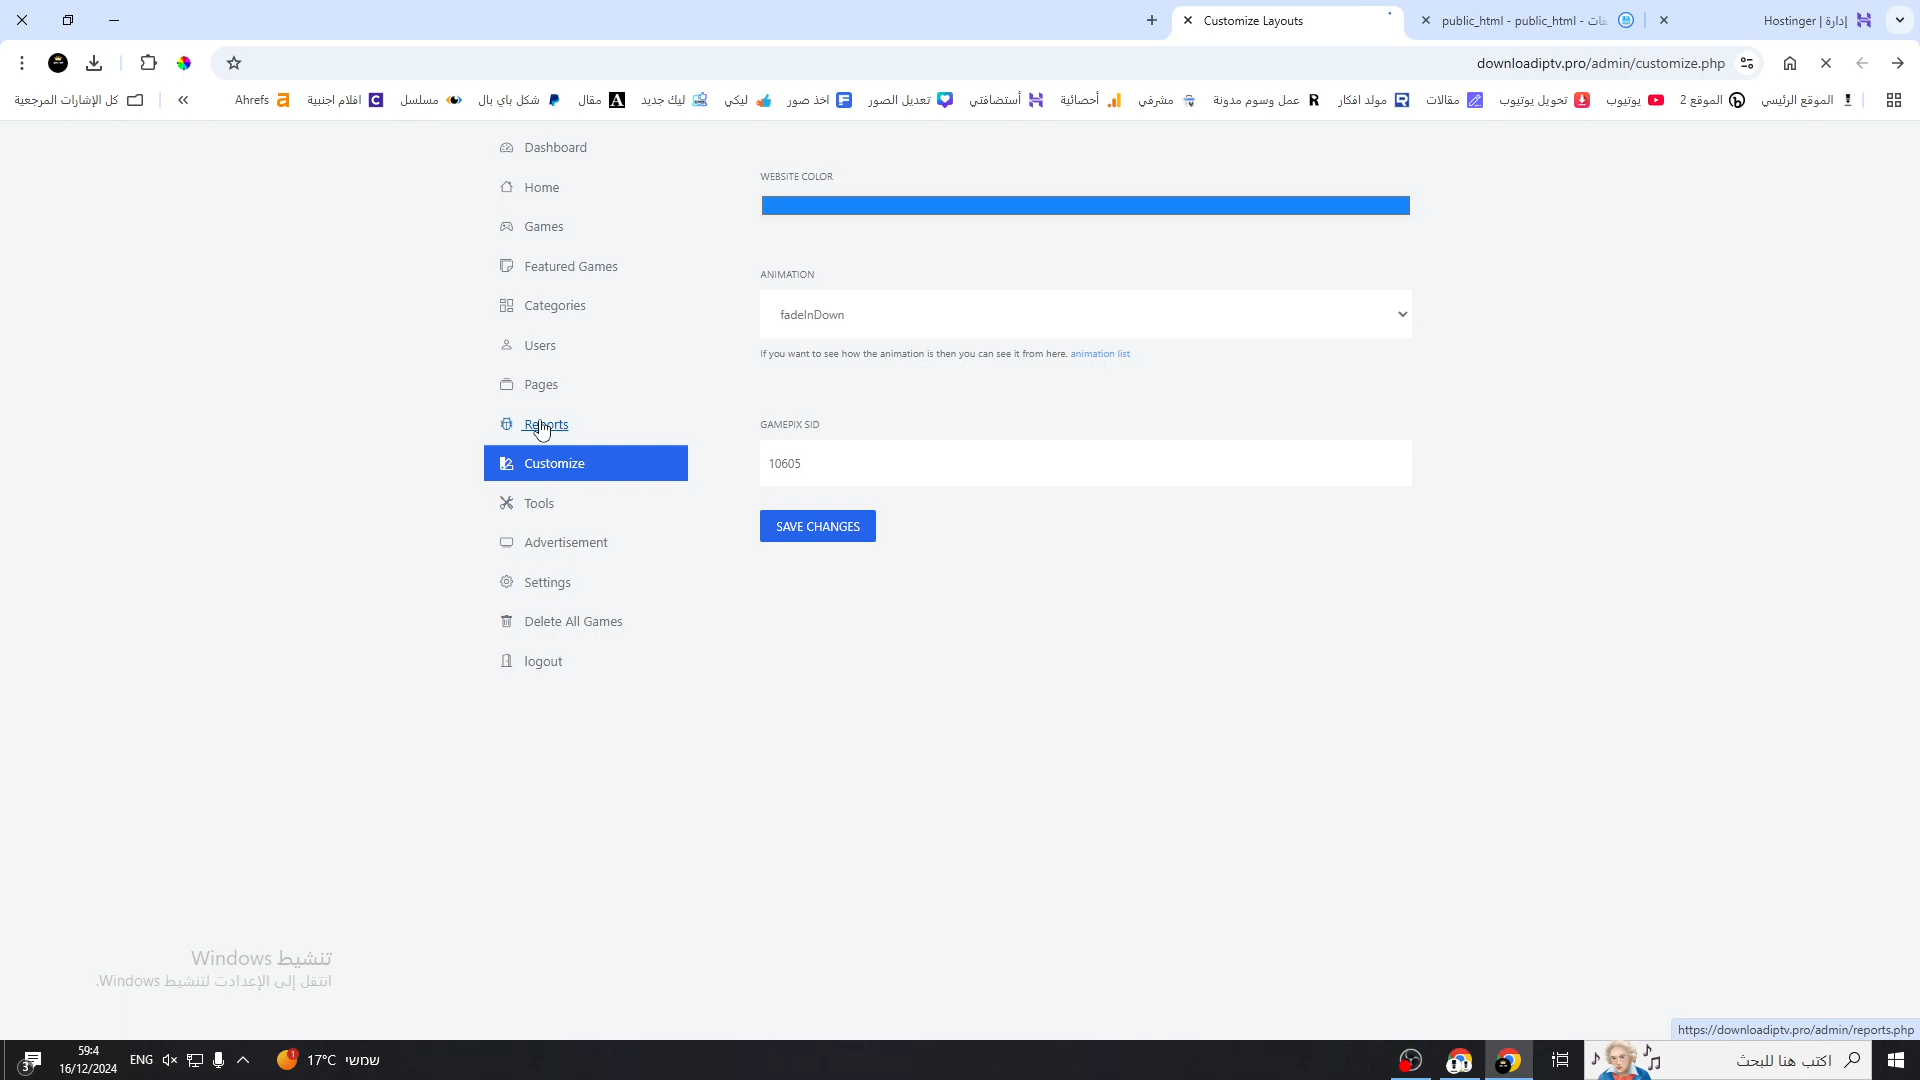 Customize Layouts
public_html - public_html -
إدارة | Hostinger
downloadiptv.pro/admin/customize.php
كل الإشارات المرجعية
»
Ahrefs
افلام اجنبية
مسلسل
شكل باي بال
مقال
ليك جديد
ليكي
اخذ صور
تعديل الصور
أستضافتي
أحصائية
مشرفي
عمل وسوم مدونة
مولد افكار
مقالات
تحويل يوتيوب
يوتيوب
الموقع 2
الموقع الرئيسي
Dashboard
Home
Games
Featured Games
Categories
Users
Pages
Reports
Customize
Tools
Advertisement
Settings
Delete All Games
logout
WEBSITE COLOR
ANIMATION
fadeInDown
If you want to see how the animation is then you can see it from here. animation list
GAMEPIX SID
10605
SAVE CHANGES
تنشيط Windows
انتقل إلى الإعدادت لتنشيط Windows.
https://downloadiptv.pro/admin/reports.php
3
59:4
16/12/2024
ENG
1
17°C שמשי
اكتب هنا للبحث